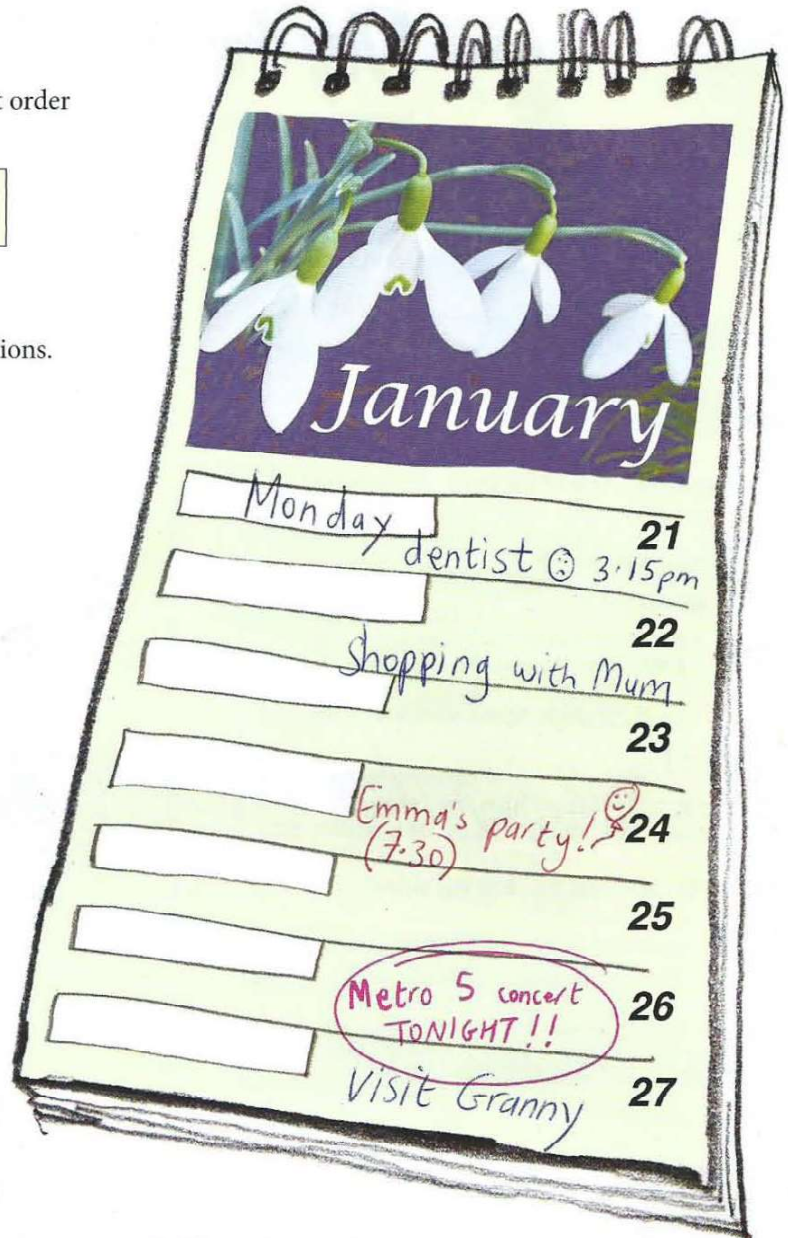 t order
ions.
January
Monday
21
dentist 3.15pm
22
Shopping with Mum
23
Emma's party!
24
(7.30)
25
Metro 5 concert
26
TONIGHT!!
Visit Granny
27